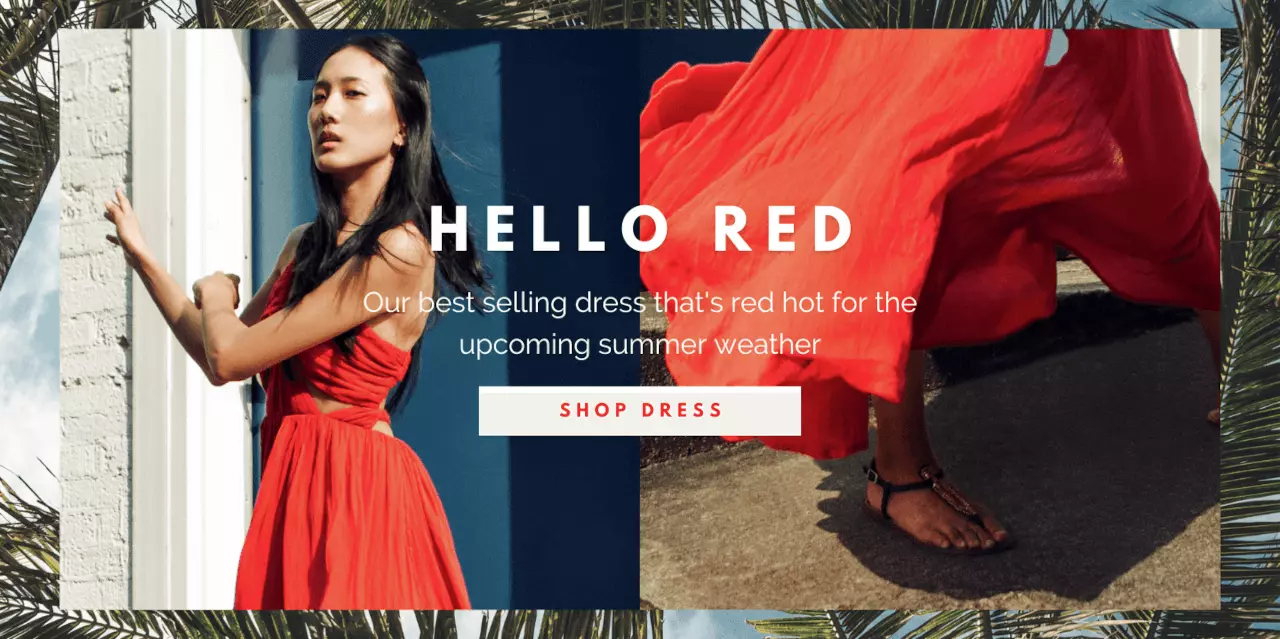 HELLO RED
Our best selling dress that's red hot for the
upcoming summer weather
SHOP DRESS